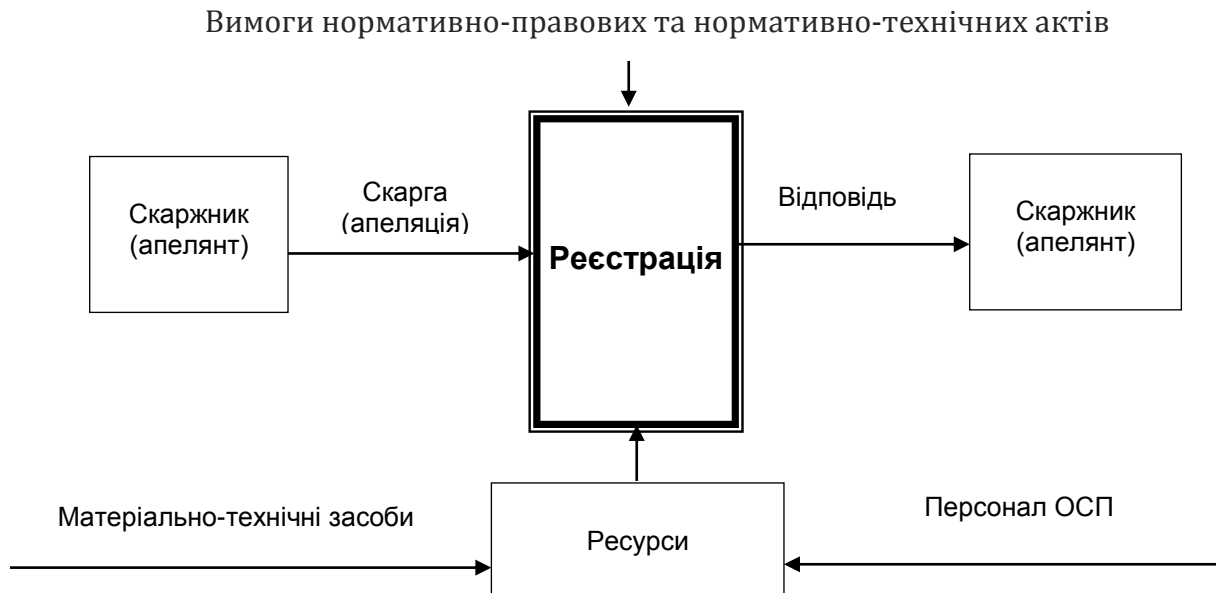 Вимоги нормативно-правових та нормативно-технічних актів
Скаржник
(апелянт)
Скарга
(апеляція)
Реєстрація
Відповідь
Скаржник
(апелянт)
Матеріально-технічні засоби
Ресурси
Персонал ОСП